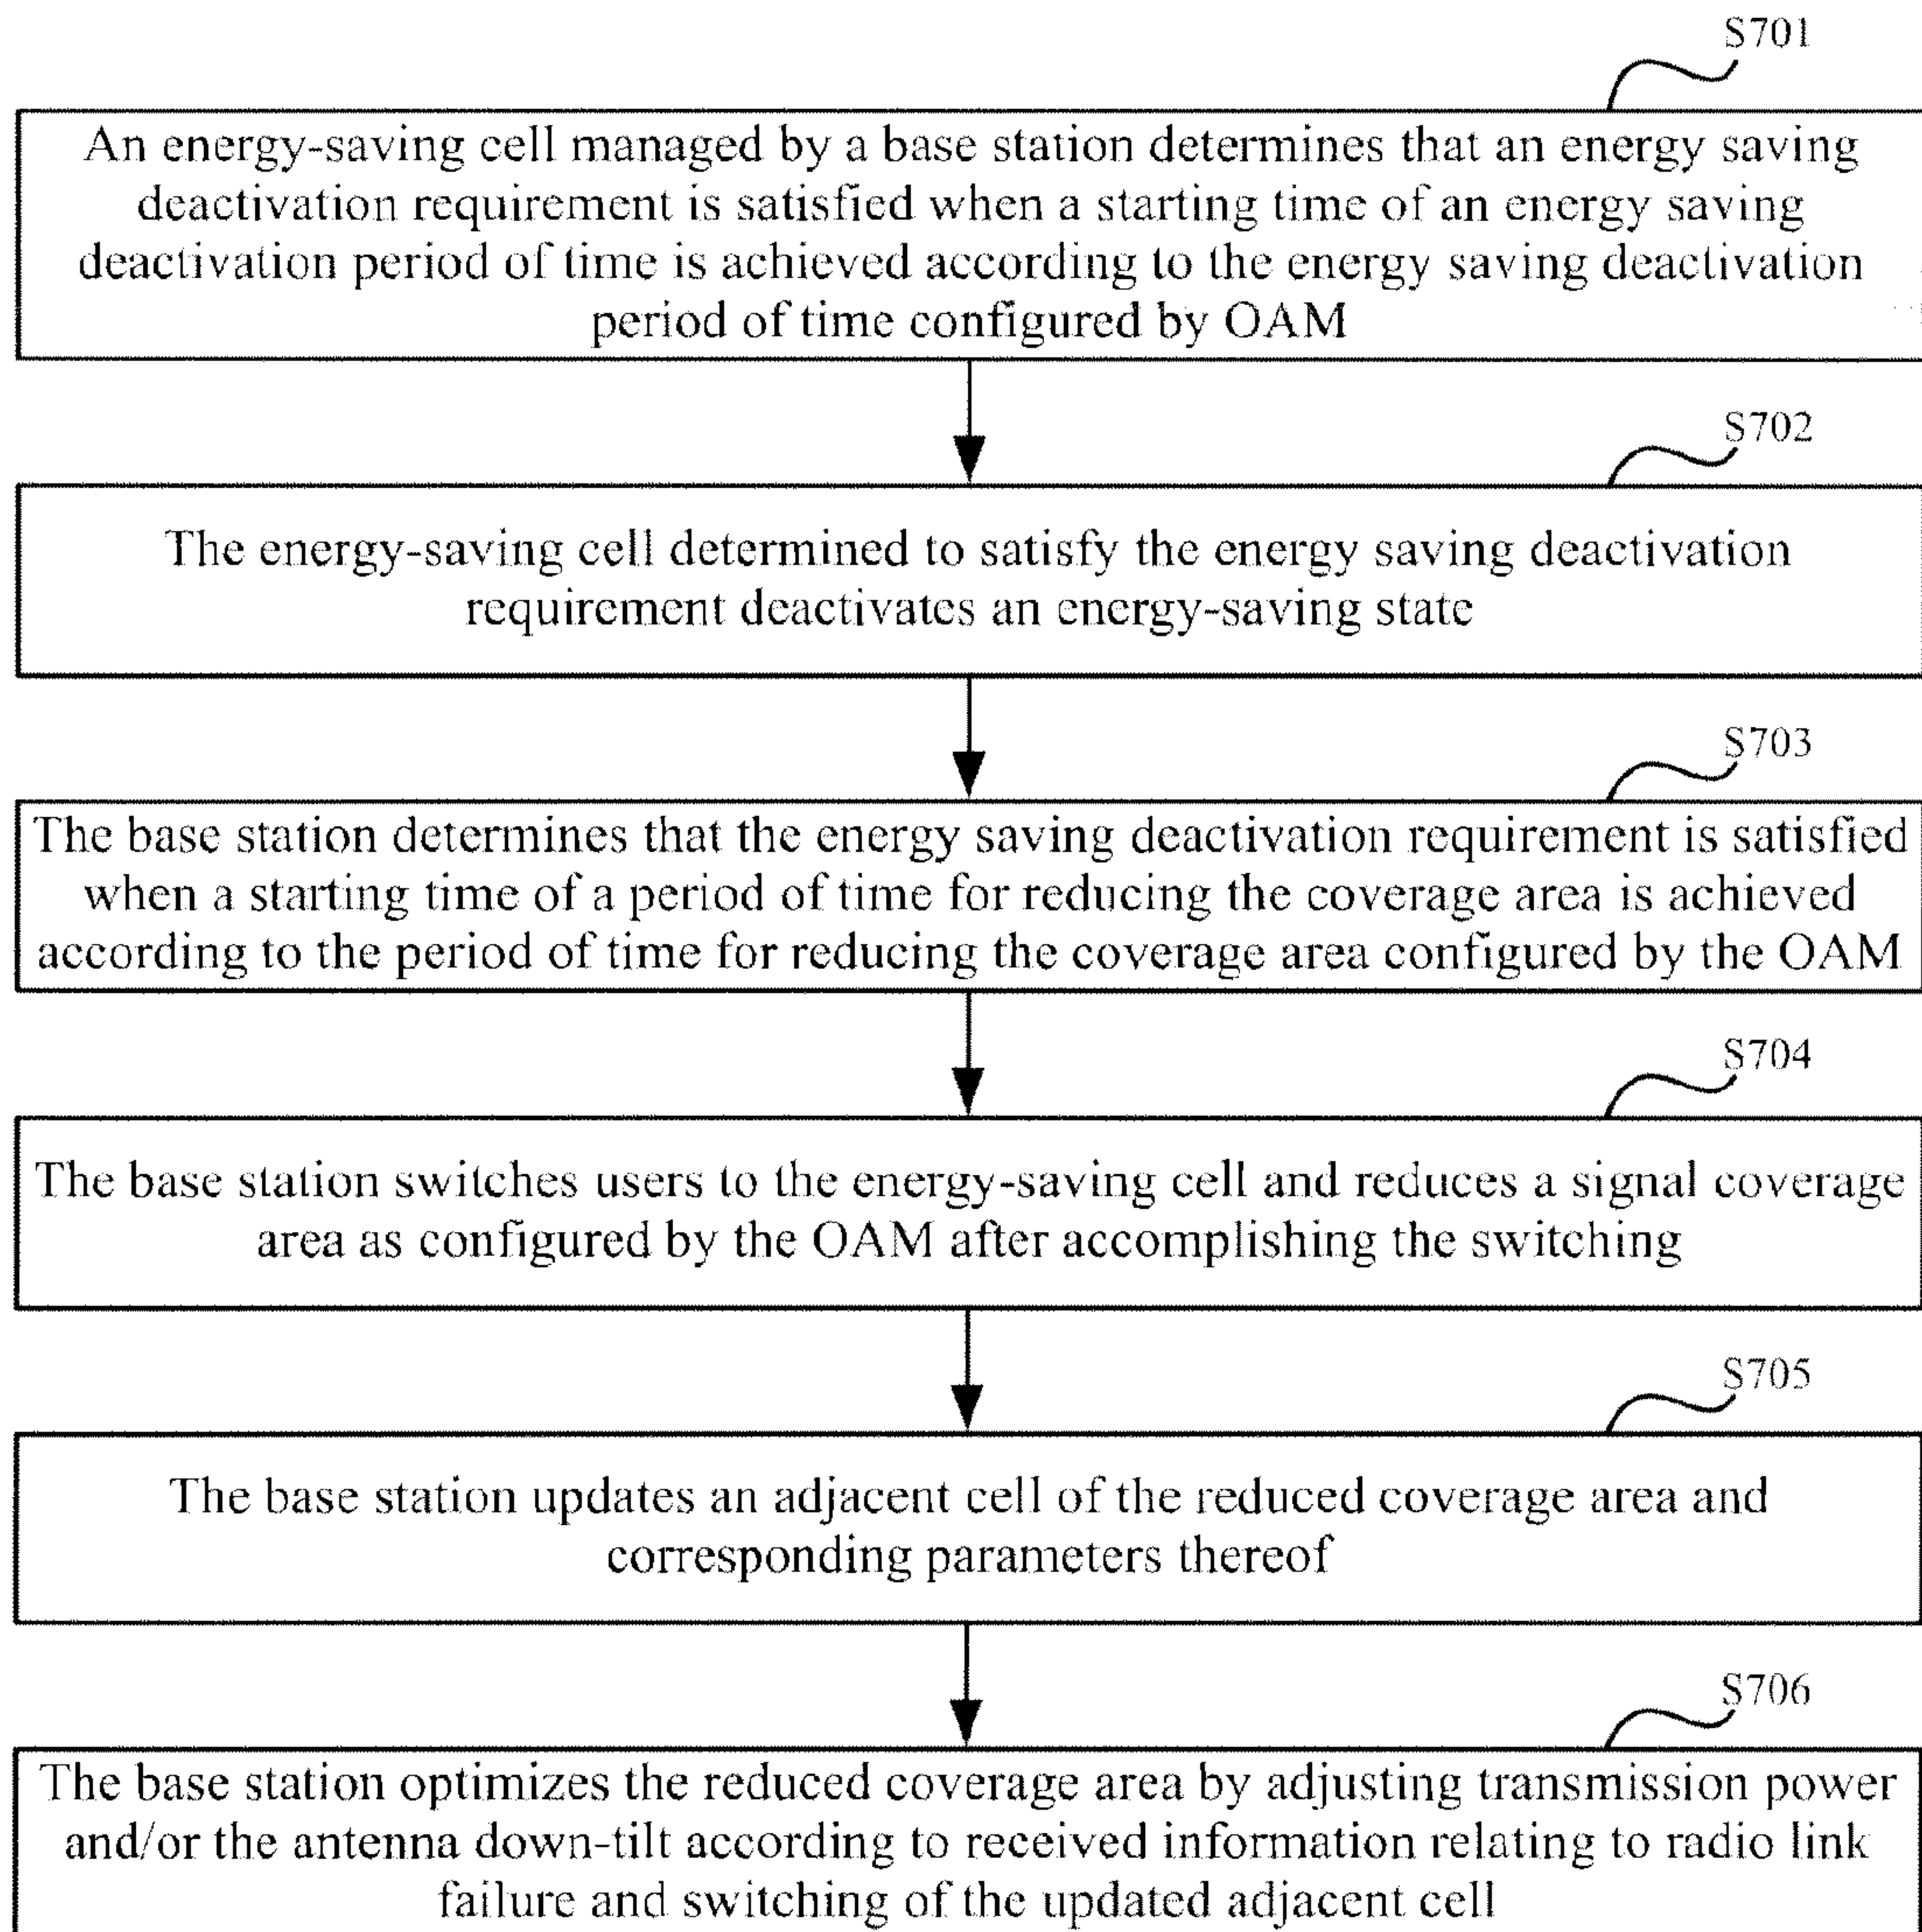 S701
An energy-saving cell managed by a base station determines that an energy saving
deactivation requirement is satisfied when a starting time of an energy saving
deactivation period of time is achieved according to the energy saving deactivation
period of time configured by OAM
S702
The energy-saving cell determined to satisfy the energy saving deactivation
requirement deactivates an energy-saving state
S703
The base station determines that the energy saving deactivation requirement is satisfied
when a starting time of a period of time for reducing the coverage area is achieved
according to the period of time for reducing the coverage area configured by the OAM
S704
The base station switches users to the energy-saving cell and reduces a signal coverage
area as configured by the OAM after accomplishing the switching
S705
The base station updates an adjacent cell of the reduced coverage area and
corresponding parameters thereof
S706
The base station optimizes the reduced coverage area by adjusting transmission power
and/or the antenna down-tilt according to received information relating to radio link
failure and switching of the updated adjacent cell